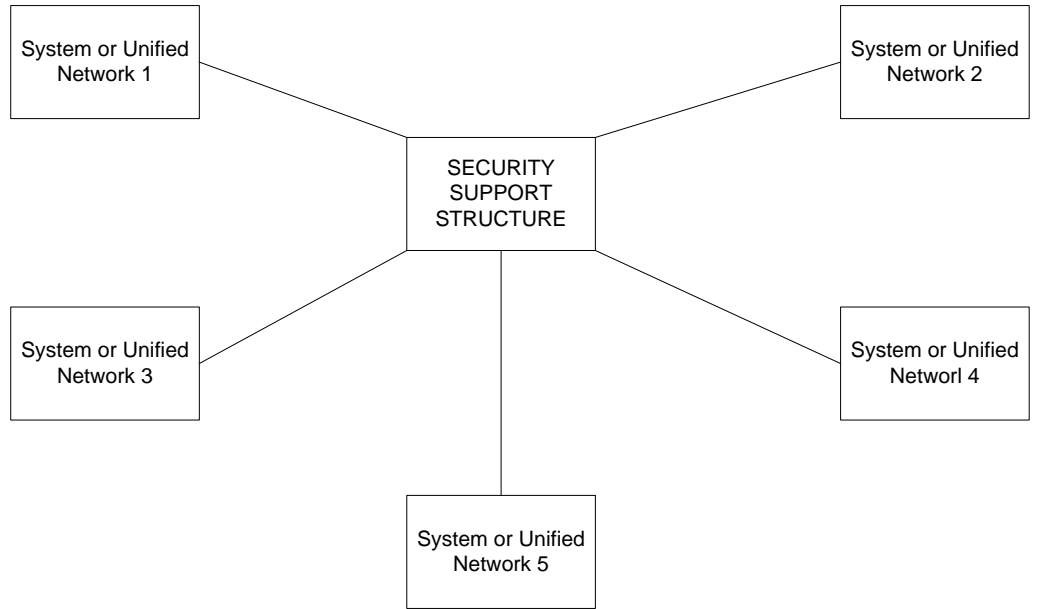 System or Unified
Network 1
System or Unified
Network 2
SECURITY
SUPPORT
STRUCTURE
System or Unified
Network 3
System or Unified
Networl 4
System or Unified
Network 5